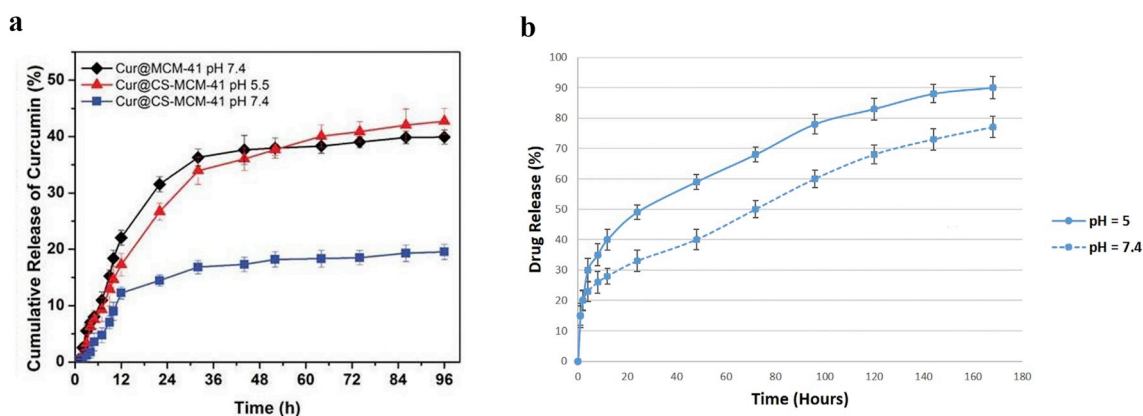 a
Cumulative Release of Curcumin (%)
50
40
30
20
10
0
Cur@MCM-41 pH 7.4
Cur@CS-MCM-41 pH 5.5
Cur@CS-MCM-41 pH 7.4
0 12 24 36 48 60 72 84 96
Time (h)
b
Drug Release (%)
100
90
80
70
60
50
40
30
20
10
0
0 20 40 60 80 100 120 140 160 180
Time (Hours)
pH = 5
pH = 7.4